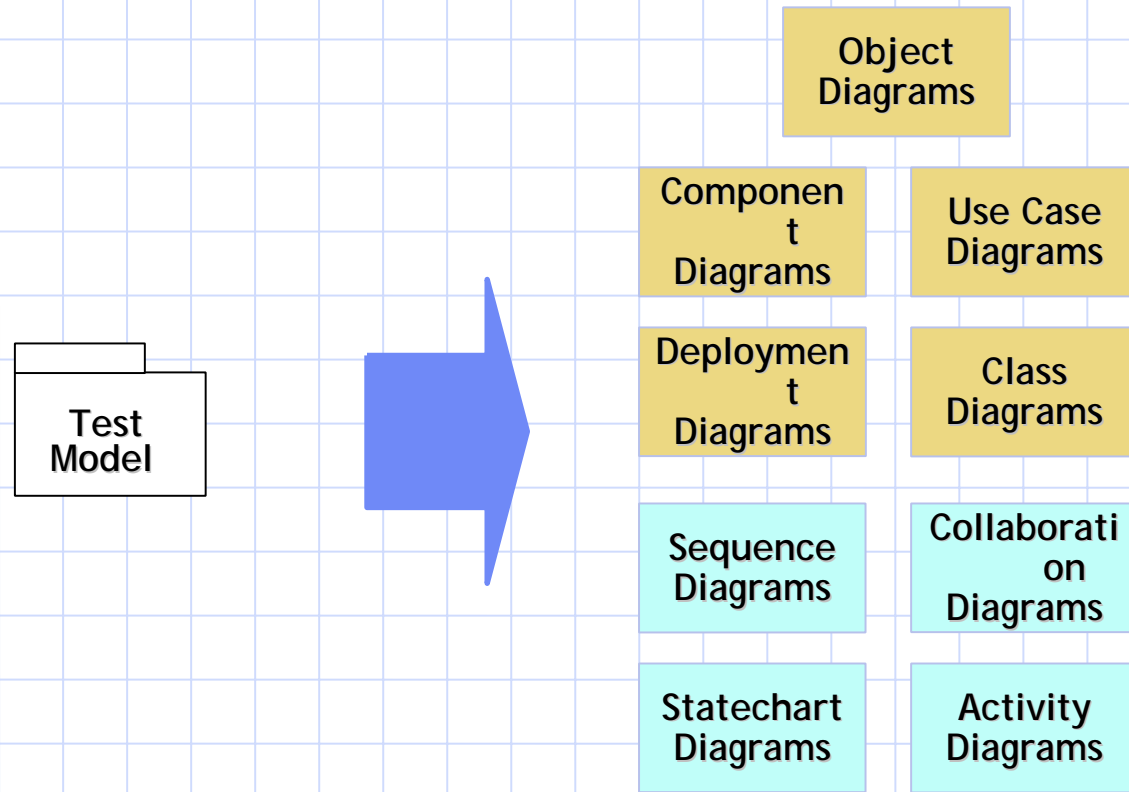 Object
Diagrams
Componen
t
Diagrams
Use Case
Diagrams
Test
Model
Deploymen
t
Diagrams
Class
Diagrams
Sequence
Diagrams
Collaborati
on
Diagrams
Statechart
Diagrams
Activity
Diagrams